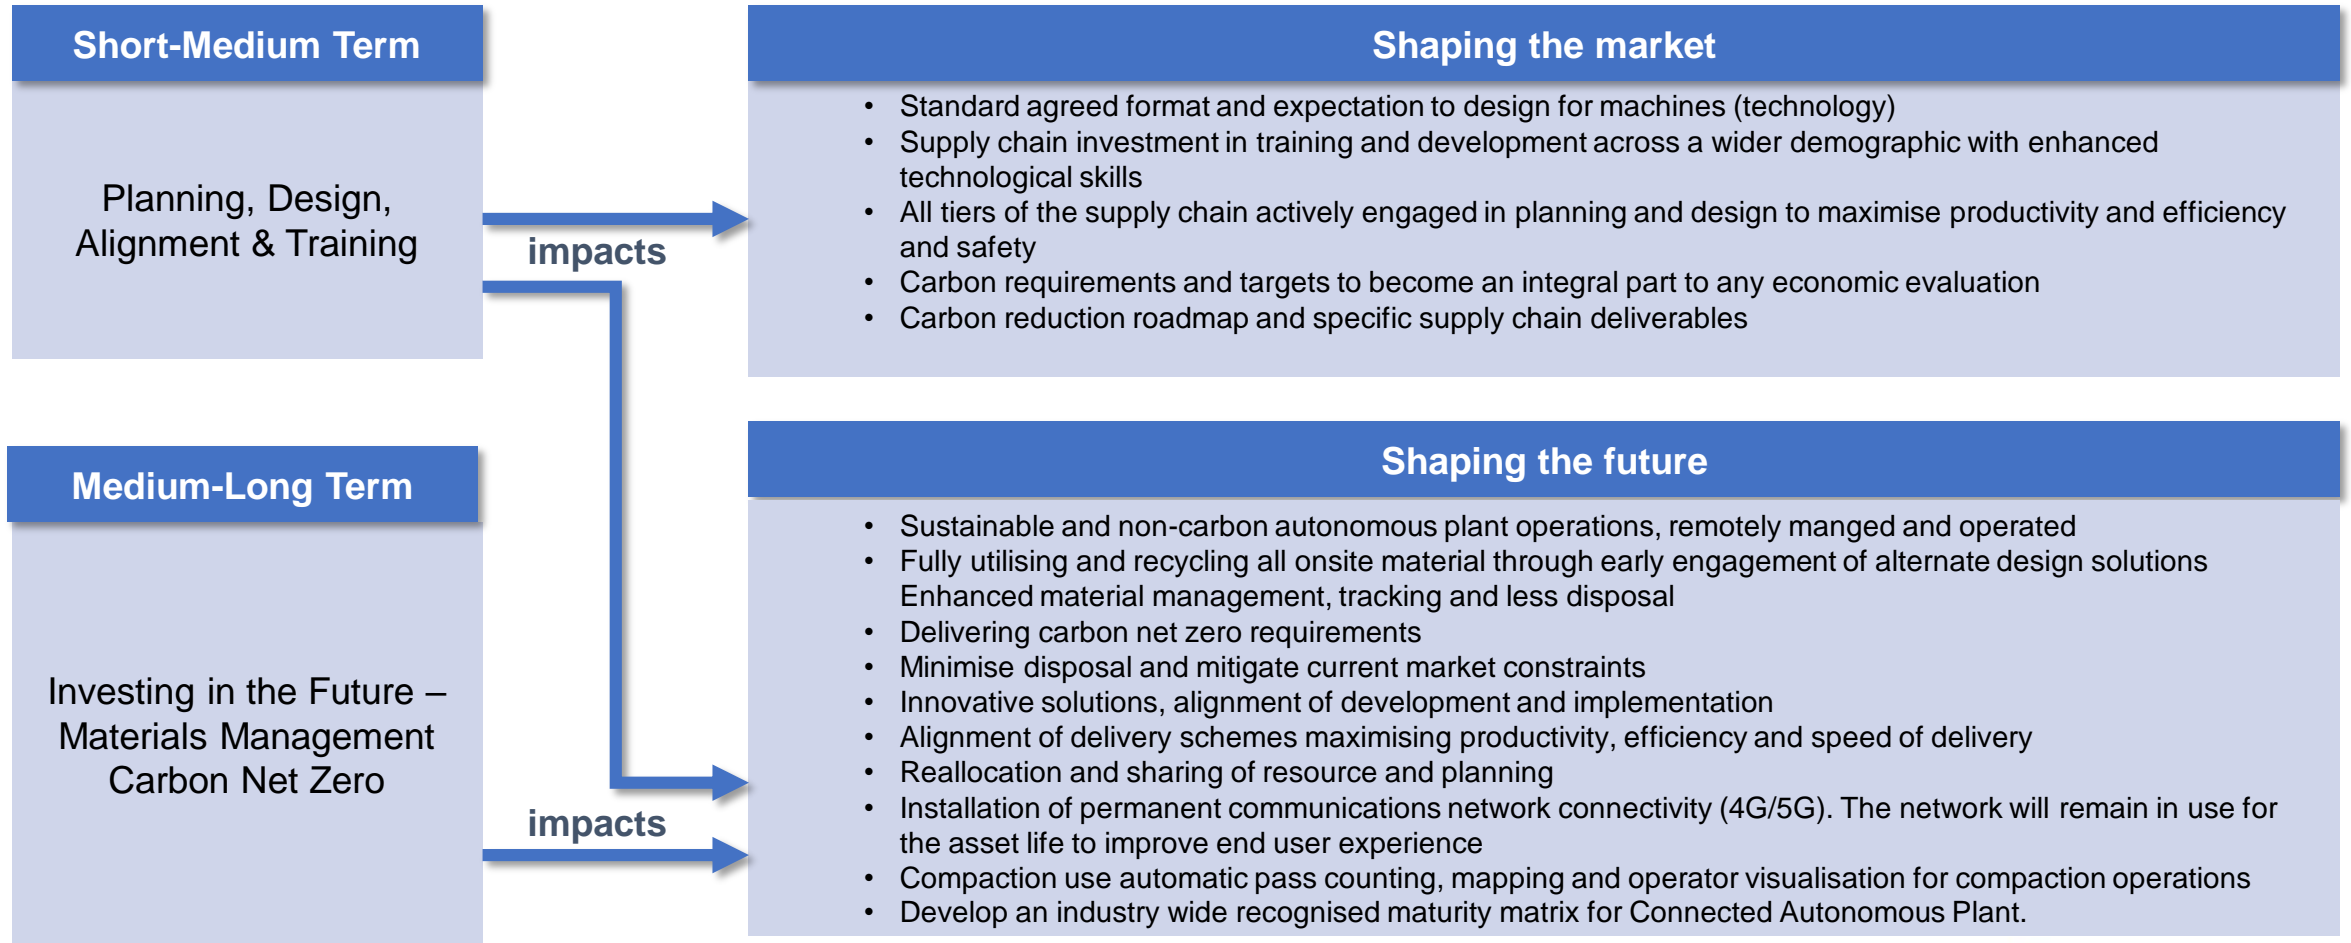 Short-Medium Term
Planning, Design,
Alignment & Training
impacts
Shaping the market
• Standard agreed format and expectation to design for machines (technology)
• Supply chain investment in training and development across a wider demographic with enhanced
technological skills
• All tiers of the supply chain actively engaged in planning and design to maximise productivity and efficiency
and safety
• Carbon requirements and targets to become an integral part to any economic evaluation
• Carbon reduction roadmap and specific supply chain deliverables
Medium-Long Term
Investing in the Future –
Materials Management
Carbon Net Zero
impacts
Shaping the future
• Sustainable and non-carbon autonomous plant operations, remotely manged and operated
• Fully utilising and recycling all onsite material through early engagement of alternate design solutions
Enhanced material management, tracking and less disposal
• Delivering carbon net zero requirements
• Minimise disposal and mitigate current market constraints
• Innovative solutions, alignment of development and implementation
• Alignment of delivery schemes maximising productivity, efficiency and speed of delivery
• Reallocation and sharing of resource and planning
• Installation of permanent communications network connectivity (4G/5G). The network will remain in use for
the asset life to improve end user experience
• Compaction use automatic pass counting, mapping and operator visualisation for compaction operations
• Develop an industry wide recognised maturity matrix for Connected Autonomous Plant.